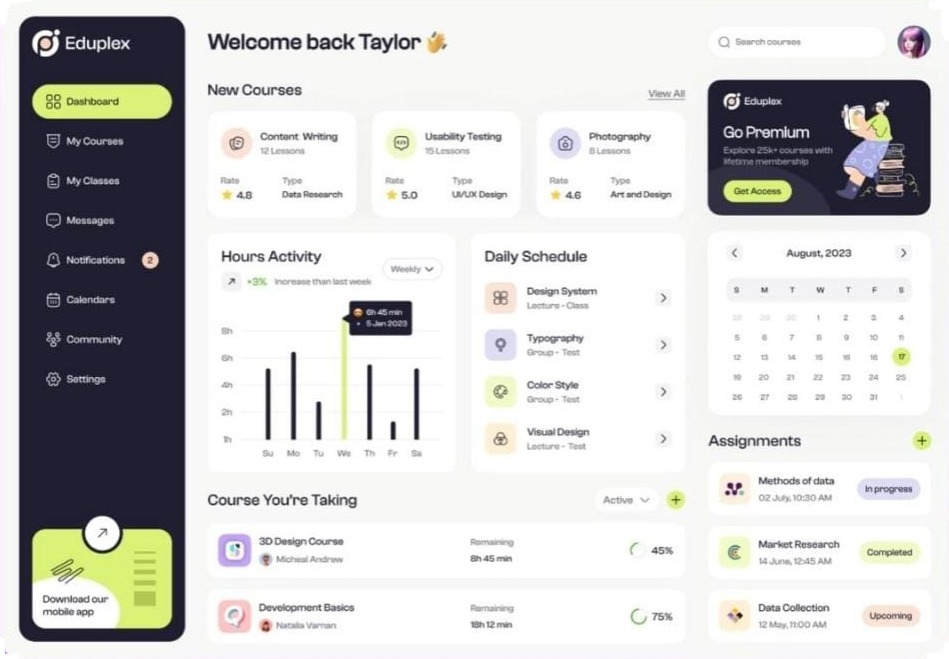 Eduplex
Dashboard
My Courses
My Classes
Messages
Notifications 2
Calendars
Community
Settings
Download our
mobile app
Welcome back Taylor
Search courses
New Courses
View All
Content Writing
12 Lessons
Rate Type
4.8 Data Research
Usability Testing
15 Lessons
Rate Type
5.0 UI/UX Design
Photography
8 Lessons
Rate Type
4.6 Art and Design
Eduplex
Go Premium
Explore 25k+ courses with
lifetime membership
Get Access
Hours Activity
Weekly
+3% Increase than last week
6h 45 min
5 Jan 2023
8h
6h
4h
2h
1h
Su Mo Tu We Th Fr Sa
Daily Schedule
Design System
Lecture - Class
Typography
Group - Test
Color Style
Group - Test
Visual Design
Lecture - Test
August, 2023
S M T W T F S
29 30 1 2 3 4
5 6 7 8 9 10 11
12 13 14 15 16 16 17
19 20 21 22 23 24 25
26 27 28 29 30 31 1
Course You're Taking
Active
3D Design Course
Micheal Andrew
Remaining
8h 45 min
45%
Development Basics
Natalia Varnan
Remaining
18h 12 min
75%
Assignments
Methods of data
02 July, 10:30 AM
In progress
Market Research
14 June, 12:45 AM
Completed
Data Collection
12 May, 11:00 AM
Upcoming